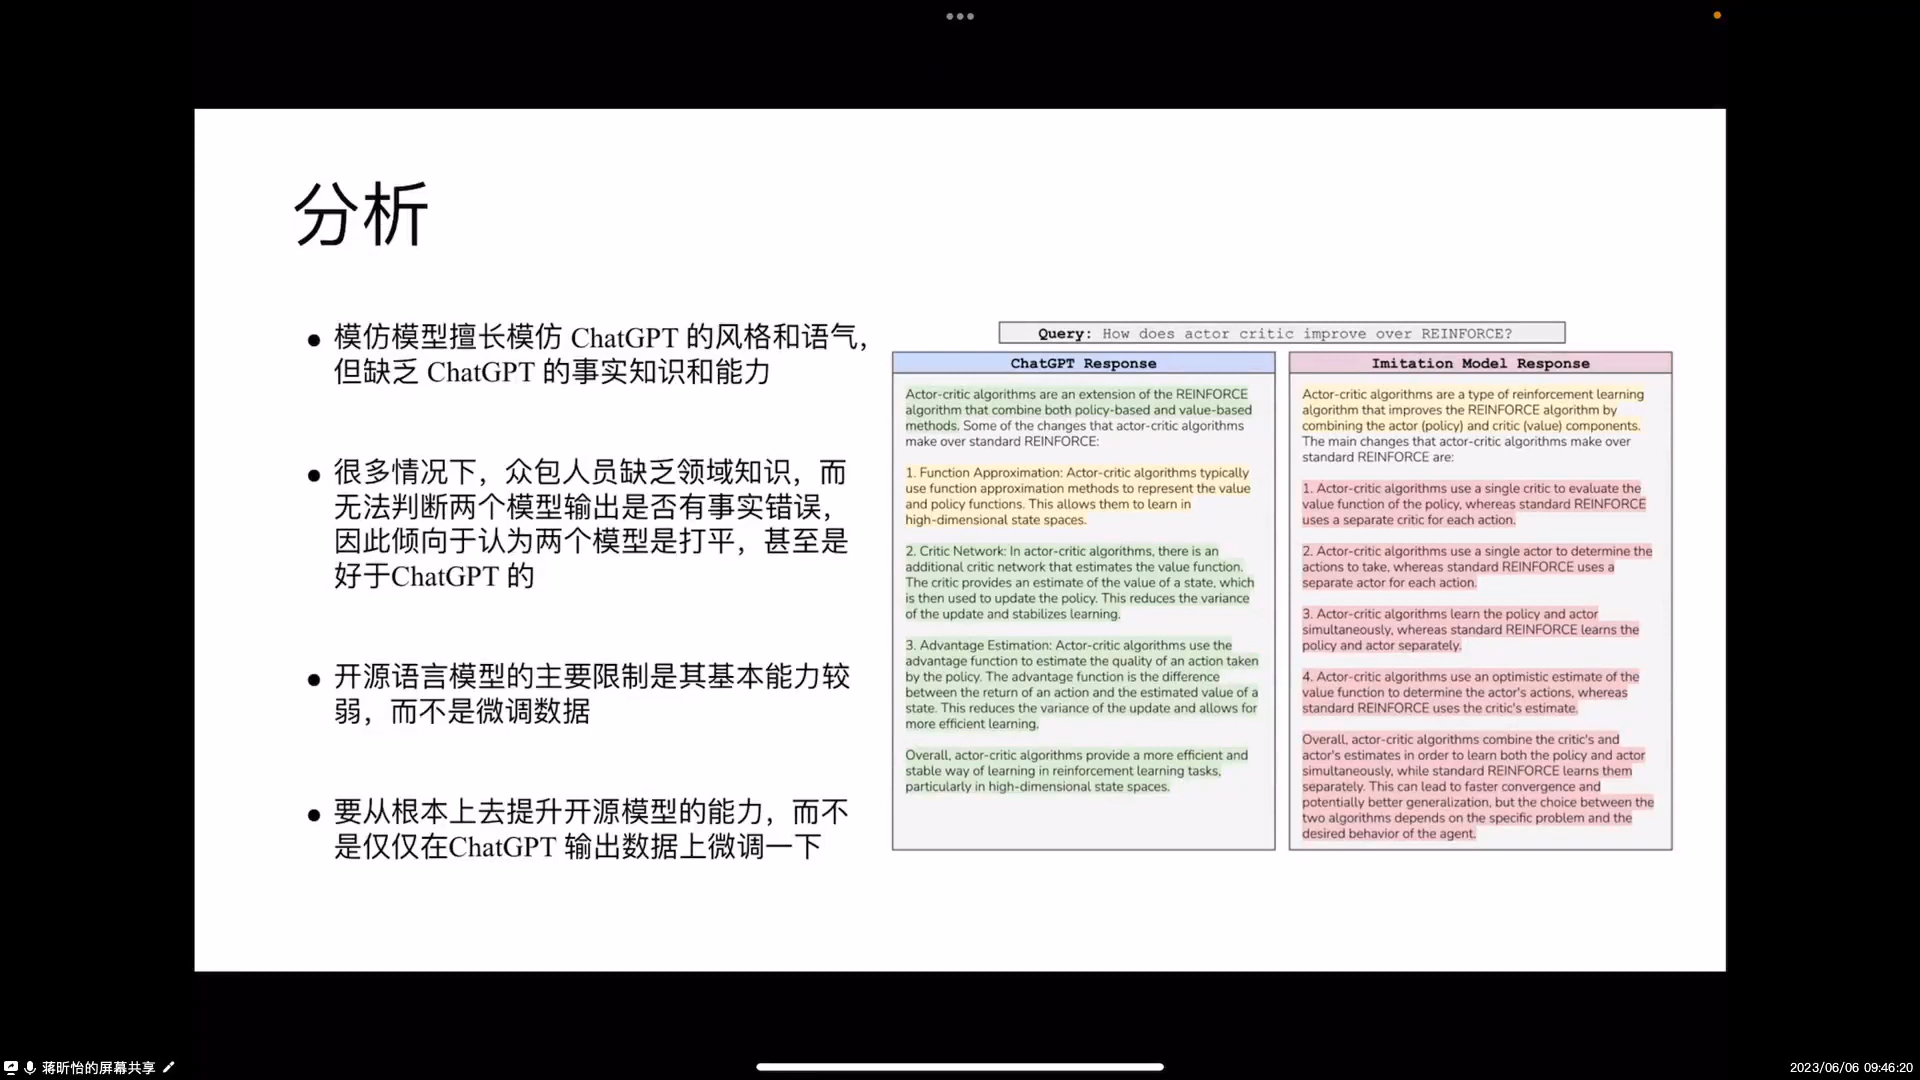 分析
● 模仿模型擅长模仿 ChatGPT 的风格和语气，
但缺乏 ChatGPT 的事实知识和能力
● 很多情况下，众包人员缺乏领域知识，而
无法判断两个模型输出是否有事实错误，
因此倾向于认为两个模型是打平，甚至是
好于ChatGPT 的
● 开源语言模型的主要限制是其基本能力较
弱，而不是微调数据
● 要从根本上去提升开源模型的能力，而不
是仅仅在ChatGPT 输出数据上微调一下
Query: How does actor critic improve over REINFORCE?
ChatGPT Response
Actor-critic algorithms are an extension of the REINFORCE
algorithm that combine both policy-based and value-based
methods. Some of the changes that actor-critic algorithms
make over standard REINFORCE:
1. Function Approximation: Actor-critic algorithms typically
use function approximation methods to represent the value
and policy functions. This allows them to learn in
high-dimensional state spaces.
2. Critic Network: In actor-critic algorithms, there is an
additional critic network that estimates the value function.
The critic provides an estimate of the value of a state, which
is then used to update the policy. This reduces the variance
of the update and stabilizes learning.
3. Advantage Estimation: Actor-critic algorithms use the
advantage function to estimate the quality of an action taken
by the policy. The advantage function is the difference
between the return of an action and the estimated value of a
state. This reduces the variance of the update and allows for
more efficient learning.
Overall, actor-critic algorithms provide a more efficient and
stable way of learning in reinforcement learning tasks,
particularly in high-dimensional state spaces.
Imitation Model Response
Actor-critic algorithms are a type of reinforcement learning
algorithm that improves the REINFORCE algorithm by
combining the actor (policy) and critic (value) components.
The main changes that actor-critic algorithms make over
standard REINFORCE are:
1. Actor-critic algorithms use a single critic to evaluate the
value function of the policy, whereas standard REINFORCE
uses a separate critic for each action.
2. Actor-critic algorithms use a single actor to determine the
actions to take, whereas standard REINFORCE uses a
separate actor for each action.
3. Actor-critic algorithms learn the policy and actor
simultaneously, whereas standard REINFORCE learns the
policy and actor separately.
4. Actor-critic algorithms use an optimistic estimate of the
value function to determine the actor's actions, whereas
standard REINFORCE uses the critic's estimate.
Overall, actor-critic algorithms combine the critic's and
actor's estimates in order to learn both the policy and actor
simultaneously, while standard REINFORCE learns them
separately. This can lead to faster convergence and
potentially better generalization, but the choice between the
two algorithms depends on the specific problem and the
desired behavior of the agent.
蒋昕怡的屏幕共享
2023/06/06 09:46:20